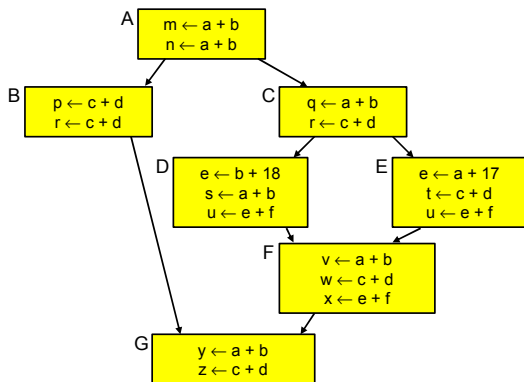 A
m ← a + b
n ← a + b
B
p ← c + d
r ← c + d
C
q ← a + b
r ← c + d
D
e ← b + 18
s ← a + b
u ← e + f
E
e ← a + 17
t ← c + d
u ← e + f
F
v ← a + b
w ← c + d
x ← e + f
G
y ← a + b
z ← c + d